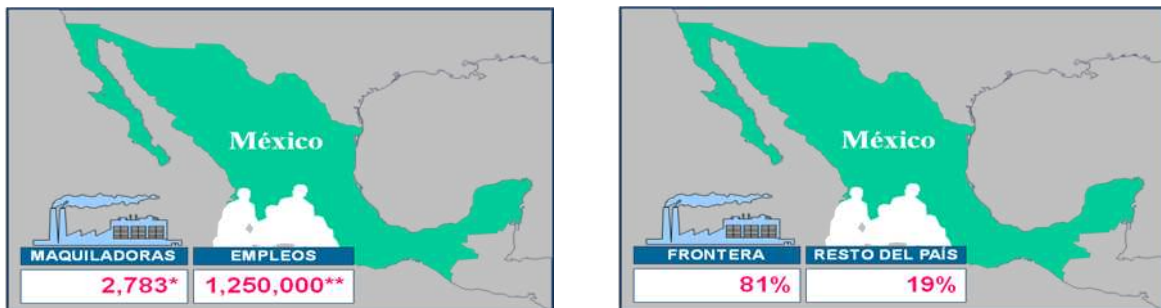 México
MAQUILADORAS EMPLEOS
2,783* 1,250,000**
México
FRONTERA RESTO DEL PAÍS
81% 19%